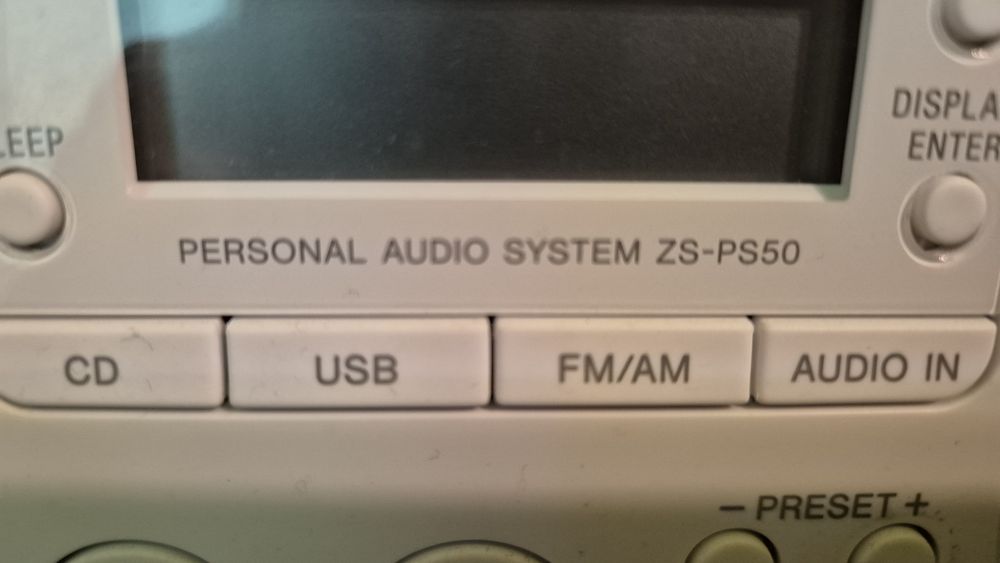 LEEP
DISPLA
ENTER
PERSONAL AUDIO SYSTEM ZS-PS50
CD
USB
FM/AM
AUDIO IN
− PRESET +